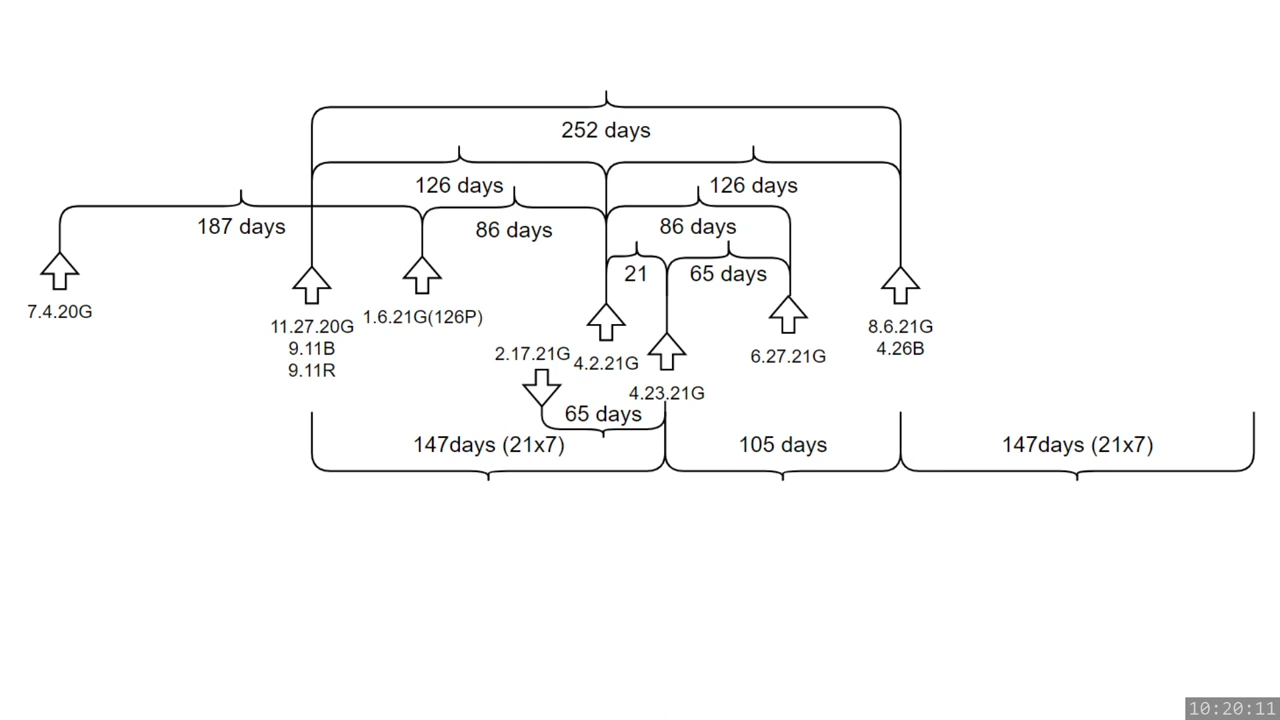 252 days
126 days
126 days
187 days
86 days
86 days
21
65 days
7.4.20G
11.27.20G
9.11B
9.11R
1.6.21G(126P)
2.17.21G
4.2.21G
4.23.21G
6.27.21G
8.6.21G
4.26B
65 days
147days (21x7)
105 days
147days (21x7)
10:20:11